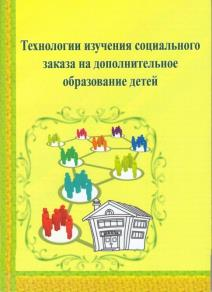 Технологии изучения социального
заказа на дополнительное
образование детей